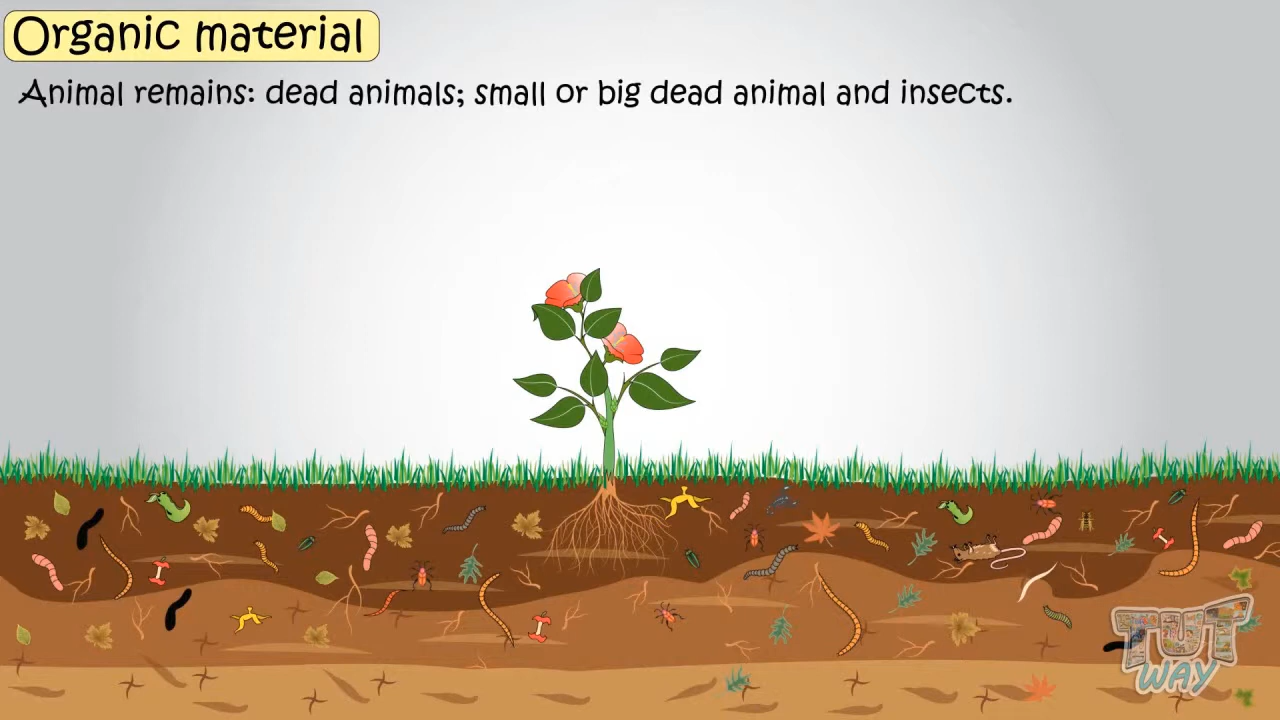 Organic material
Animal remains: dead animals; small or big dead animal and insects.
TUT
WAY